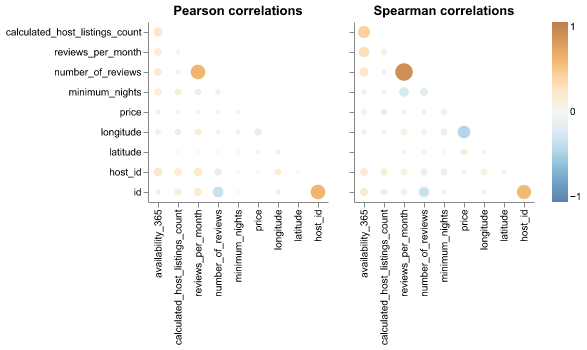 Pearson correlations
Spearman correlations
calculated_host_listings_count
reviews_per_month
number_of_reviews
minimum_nights
price
longitude
latitude
host_id
id
availability_365
calculated_host_listings_count
reviews_per_month
number_of_reviews
minimum_nights
price
longitude
latitude
host_id
availability_365
calculated_host_listings_count
reviews_per_month
number_of_reviews
minimum_nights
price
longitude
latitude
host_id
1
0
−1